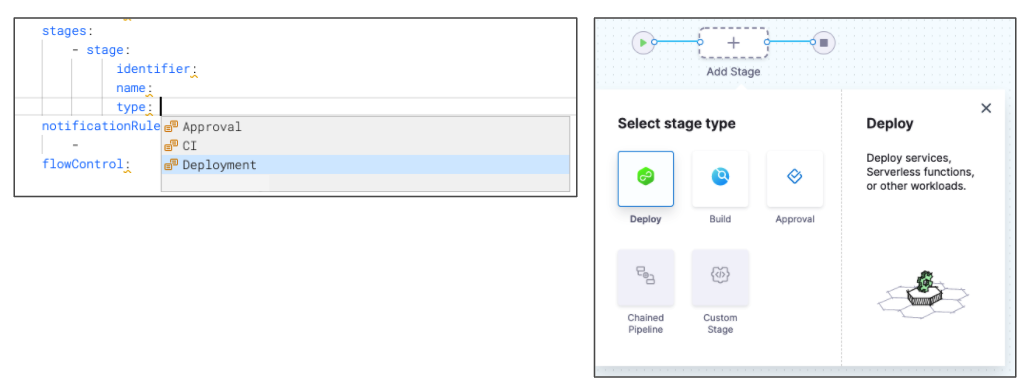 stages:
- stage:
identifier:
name:
type:
notificationRule
-
flowControl:
Approval
CI
Deployment
Add Stage
Select stage type
Deploy
Build
Approval
Chained
Pipeline
Custom
Stage
Deploy
Deploy services,
Serverless functions,
or other workloads.